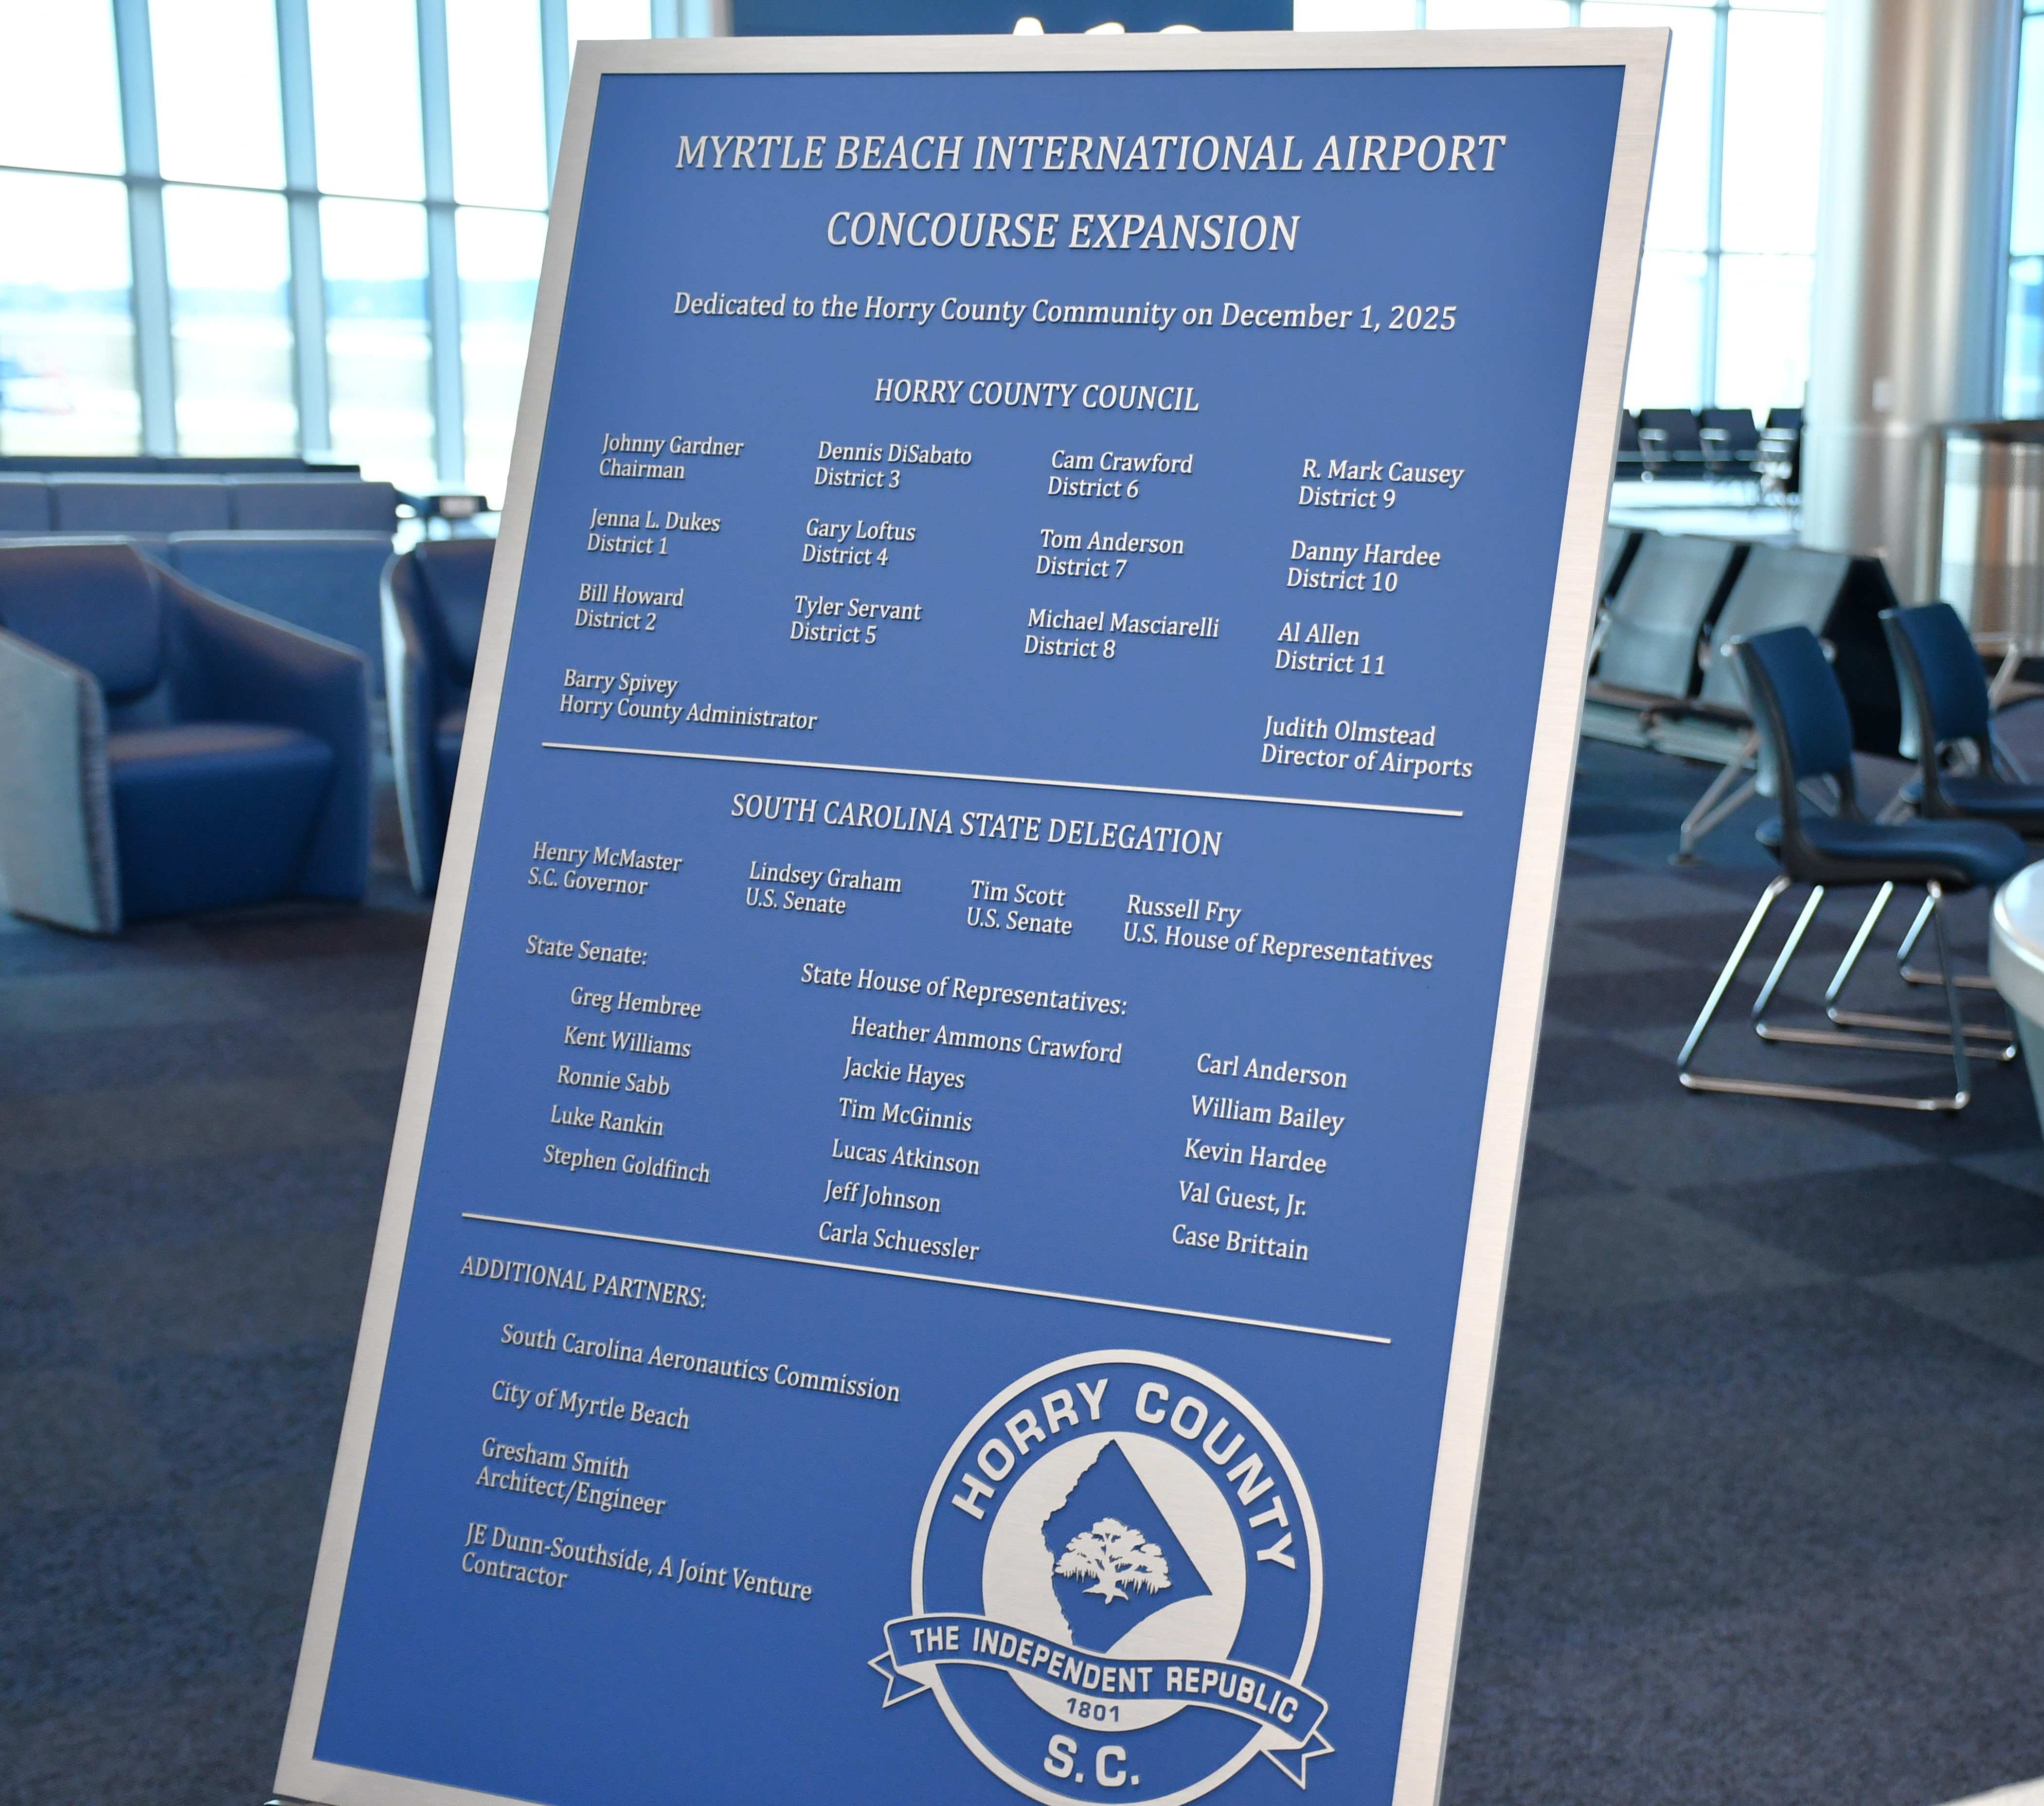 MYRTLE BEACH INTERNATIONAL AIRPORT
CONCOURSE EXPANSION
Dedicated to the Horry County Community on December 1, 2025
HORRY COUNTY COUNCIL
Johnny Gardner
Chairman
Dennis DiSabato
District 3
Cam Crawford
District 6
R. Mark Causey
District 9
Jenna L. Dukes
District 1
Gary Loftus
District 4
Tom Anderson
District 7
Danny Hardee
District 10
Bill Howard
District 2
Tyler Servant
District 5
Michael Masciarelli
District 8
Al Allen
District 11
Barry Spivey
Horry County Administrator
Judith Olmstead
Director of Airports
SOUTH CAROLINA STATE DELEGATION
Henry McMaster
S.C. Governor
Lindsey Graham
U.S. Senate
Tim Scott
U.S. Senate
Russell Fry
U.S. House of Representatives
State Senate:
Greg Hembree
Kent Williams
Ronnie Sabb
Luke Rankin
Stephen Goldfinch
State House of Representatives:
Heather Ammons Crawford
Jackie Hayes
Tim McGinnis
Lucas Atkinson
Jeff Johnson
Carla Schuessler
Carl Anderson
William Bailey
Kevin Hardee
Val Guest, Jr.
Case Brittain
ADDITIONAL PARTNERS:
South Carolina Aeronautics Commission
City of Myrtle Beach
Gresham Smith
Architect/Engineer
JE Dunn-Southside, A Joint Venture
Contractor
HORRY COUNTY
THE INDEPENDENT REPUBLIC
1801
S.C.